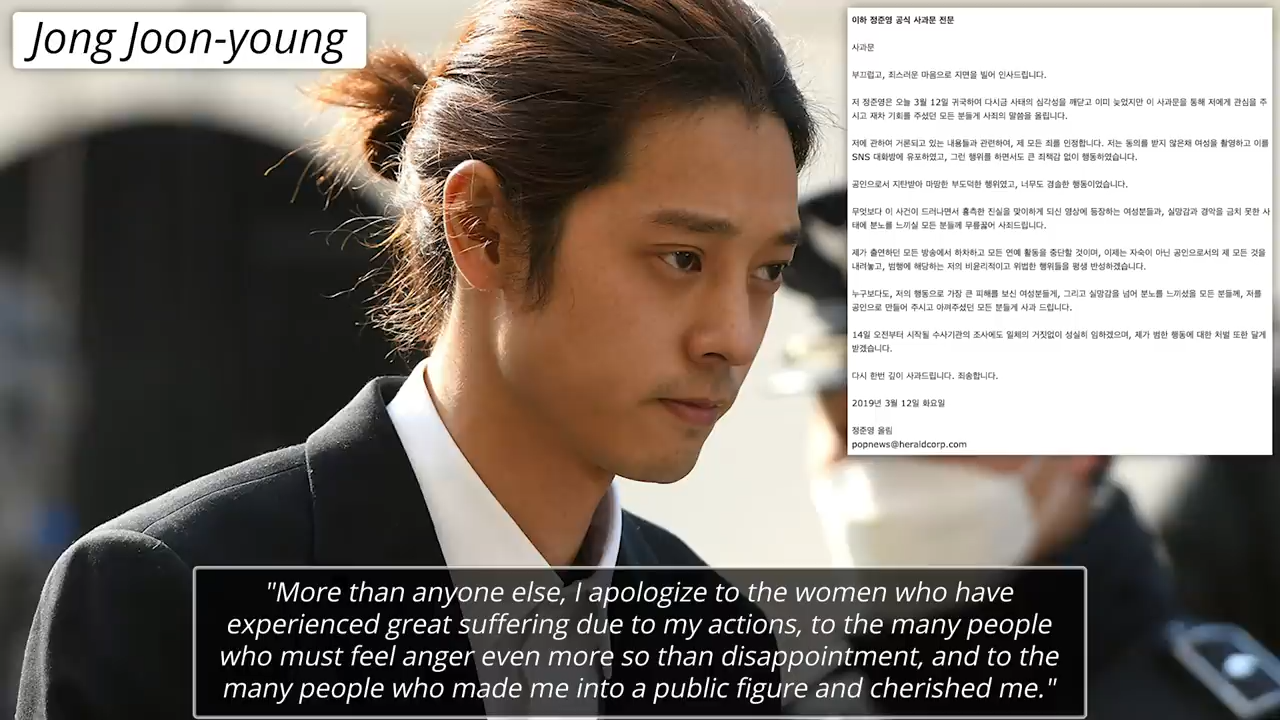 Jong Joon-young
이하 정준영 공식 사과문 전문
사과문
부끄럽고, 죄스러운 마음으로 지면을 빌어 인사드립니다.
저 정준영은 오늘 3월 12일 귀국하여 다시금 사태의 심각성을 깨닫고 이미 늦었지만 이 사과문을 통해 저에게 관심을 주
시고 재차 기회를 주셨던 모든 분들게 사죄의 말씀을 올립니다.
저에 관하여 거론되고 있는 내용들과 관련하여, 제 모든 죄를 인정합니다. 저는 동의를 받지 않은채 여성을 촬영하고 이를
SNS 대화방에 유포하였고, 그런 행위를 하면서도 큰 죄책감 없이 행동하였습니다.
공인으로서 지탄받아 마땅한 부도덕한 행위였고, 너무도 경솔한 행동이었습니다.
무엇보다 이 사건이 드러나면서 흉측한 진실을 맞이하게 되신 영상에 등장하는 여성분들과, 실망감과 경악을 금치 못한 사
태에 분노를 느끼실 모든 분들께 무릎꿇어 사죄드립니다.
제가 출연하던 모든 방송에서 하차하고 모든 연예 활동을 중단할 것이며, 이제는 자숙이 아닌 공인으로서의 제 모든 것을
내려놓고, 범행에 해당하는 저의 비윤리적이고 위법한 행위들을 평생 반성하겠습니다.
누구보다도, 저의 행동으로 가장 큰 피해를 보신 여성분들게, 그리고 실망감을 넘어 분노를 느끼셨을 모든 분들께, 저를
공인으로 만들어 주시고 아껴주셨던 모든 분들게 사과 드립니다.
14일 오전부터 시작될 수사기관의 조사에도 일체의 거짓없이 성실히 임하겠으며, 제가 범한 행동에 대한 처벌 또한 달게
받겠습니다.
다시 한번 깊이 사과드립니다. 죄송합니다.
2019년 3월 12일 화요일
정준영 올림
popnews@heraldcorp.com
"More than anyone else, I apologize to the women who have
experienced great suffering due to my actions, to the many people
who must feel anger even more so than disappointment, and to the
many people who made me into a public figure and cherished me."